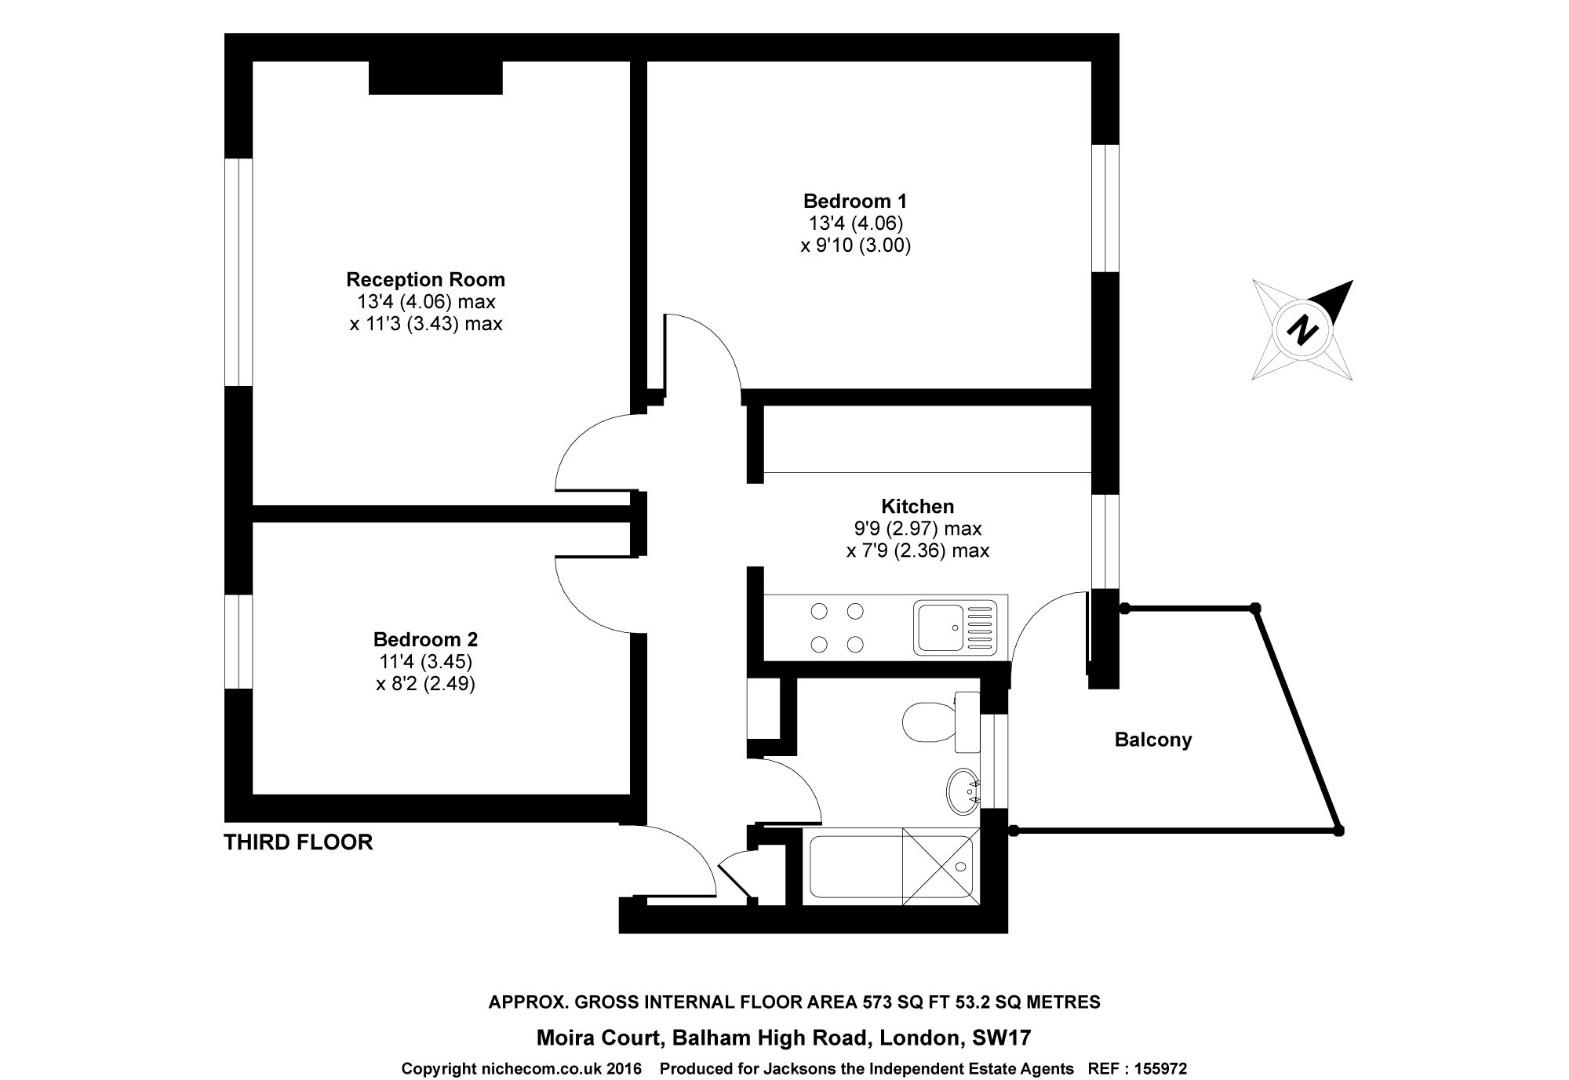 Bedroom 1
13'4 (4.06)
x 9'10 (3.00)
Reception Room
13'4 (4.06) max
x 11'3 (3.43) max
N
Kitchen
9'9 (2.97) max
x 7'9 (2.36) max
Bedroom 2
11'4 (3.45)
x 8'2 (2.49)
Balcony
THIRD FLOOR
APPROX. GROSS INTERNAL FLOOR AREA 573 SQ FT 53.2 SQ METRES
Moira Court, Balham High Road, London, SW17
Copyright nichecom.co.uk 2016 Produced for Jacksons the Independent Estate Agents REF : 155972